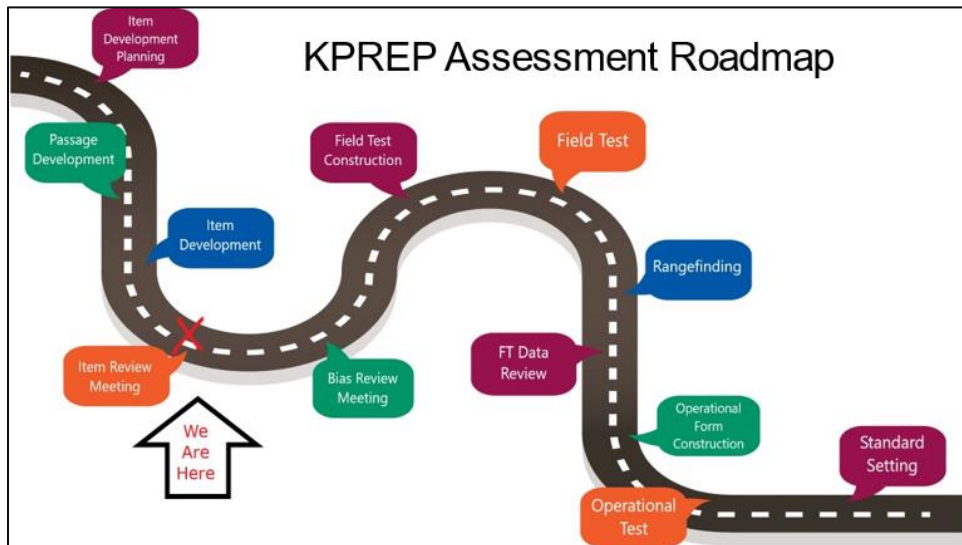 KPREP Assessment Roadmap
Item
Development
Planning
Passage
Development
Item
Development
Item Review
Meeting
We
Are
Here
Bias Review
Meeting
Field Test
Construction
Field Test
Rangefinding
FT Data
Review
Operational
Form
Construction
Operational
Test
Standard
Setting